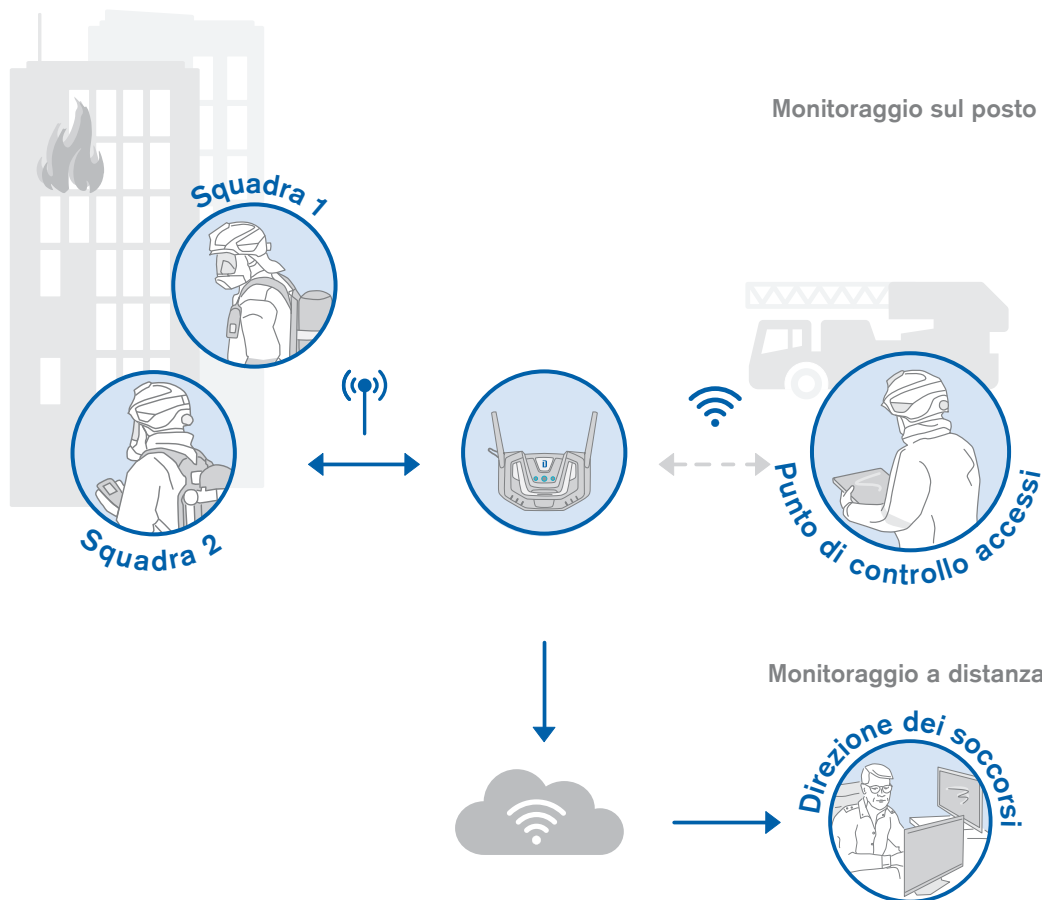 Monitoraggio sul posto
Squadra 1
Squadra 2
Punto di controllo accessi
Monitoraggio a distanza
Direzione dei soccorsi